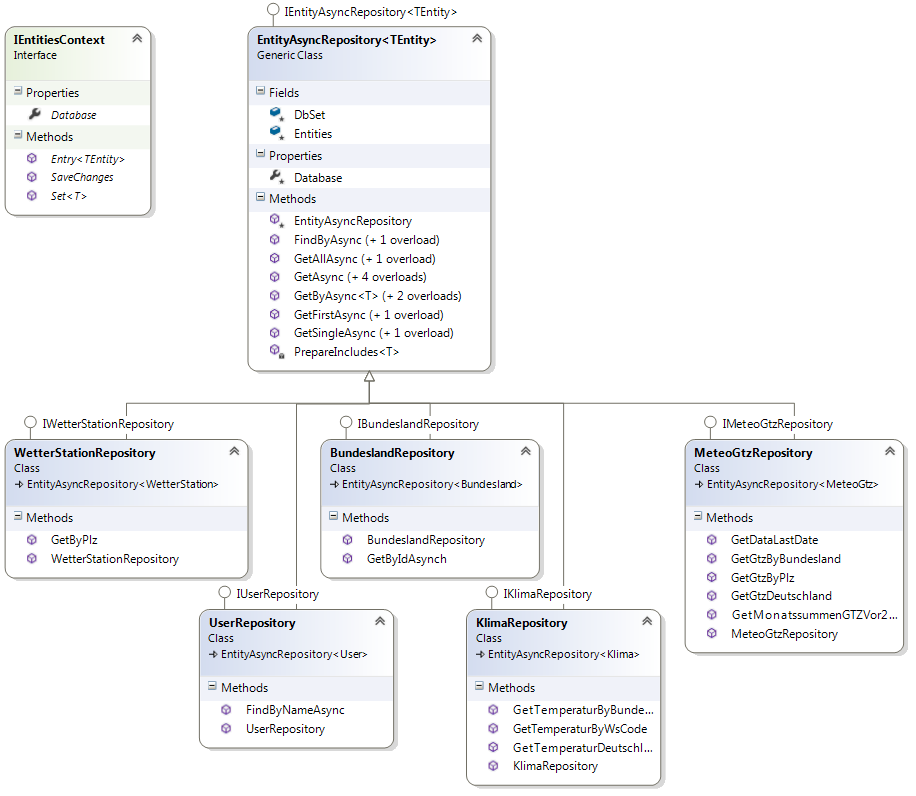 IEntityAsyncRepository<TEntity>
IEntitiesContext
Interface
Properties
Database
Methods
Entry<TEntity>
SaveChanges
Set<T>
EntityAsyncRepository<TEntity>
Generic Class
Fields
DbSet
Entities
Properties
Database
Methods
EntityAsyncRepository
FindByAsync (+ 1 overload)
GetAllAsync (+ 1 overload)
GetAsync (+ 4 overloads)
GetByAsync<T> (+ 2 overloads)
GetFirstAsync (+ 1 overload)
GetSingleAsync (+ 1 overload)
PrepareIncludes<T>
IWetterStationRepository
WetterStationRepository
Class
EntityAsyncRepository<WetterStation>
Methods
GetByPlz
WetterStationRepository
IBundeslandRepository
BundeslandRepository
Class
EntityAsyncRepository<Bundesland>
Methods
BundeslandRepository
GetByIdAsynch
IMeteoGtzRepository
MeteoGtzRepository
Class
EntityAsyncRepository<MeteoGtz>
Methods
GetDataLastDate
GetGtzByBundesland
GetGtzByPlz
GetGtzDeutschland
GetMonatssummenGTZVor2...
MeteoGtzRepository
IUserRepository
UserRepository
Class
EntityAsyncRepository<User>
Methods
FindByNameAsync
UserRepository
IKlimaRepository
KlimaRepository
Class
EntityAsyncRepository<Klima>
Methods
GetTemperaturByBunde...
GetTemperaturByWsCode
GetTemperaturDeutschl...
KlimaRepository